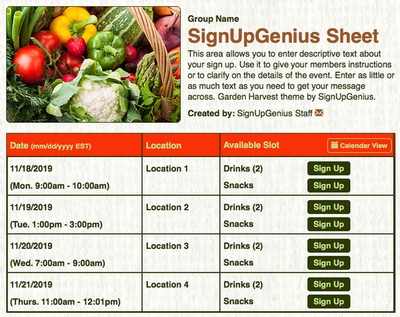 Group Name
SignUpGenius Sheet
This area allows you to enter descriptive text about
your sign up. Use it to give your members instructions
or to clarify on the details of the event. Enter as little or
as much text as you need to get your message
across. Garden Harvest theme by SignUpGenius.
Created by: SignUpGenius Staff
Date (mm/dd/yyyy EST) Location Available Slot Calendar View
11/18/2019 Location 1 Drinks (2) Sign Up
(Mon. 9:00am - 10:00am) Snacks Sign Up
11/19/2019 Location 2 Drinks (2) Sign Up
(Tue. 1:00pm - 3:00pm) Snacks Sign Up
11/20/2019 Location 3 Drinks (2) Sign Up
(Wed. 7:00am - 9:00am) Snacks Sign Up
11/21/2019 Location 4 Drinks (2) Sign Up
(Thurs. 11:00am - 12:01pm) Snacks Sign Up